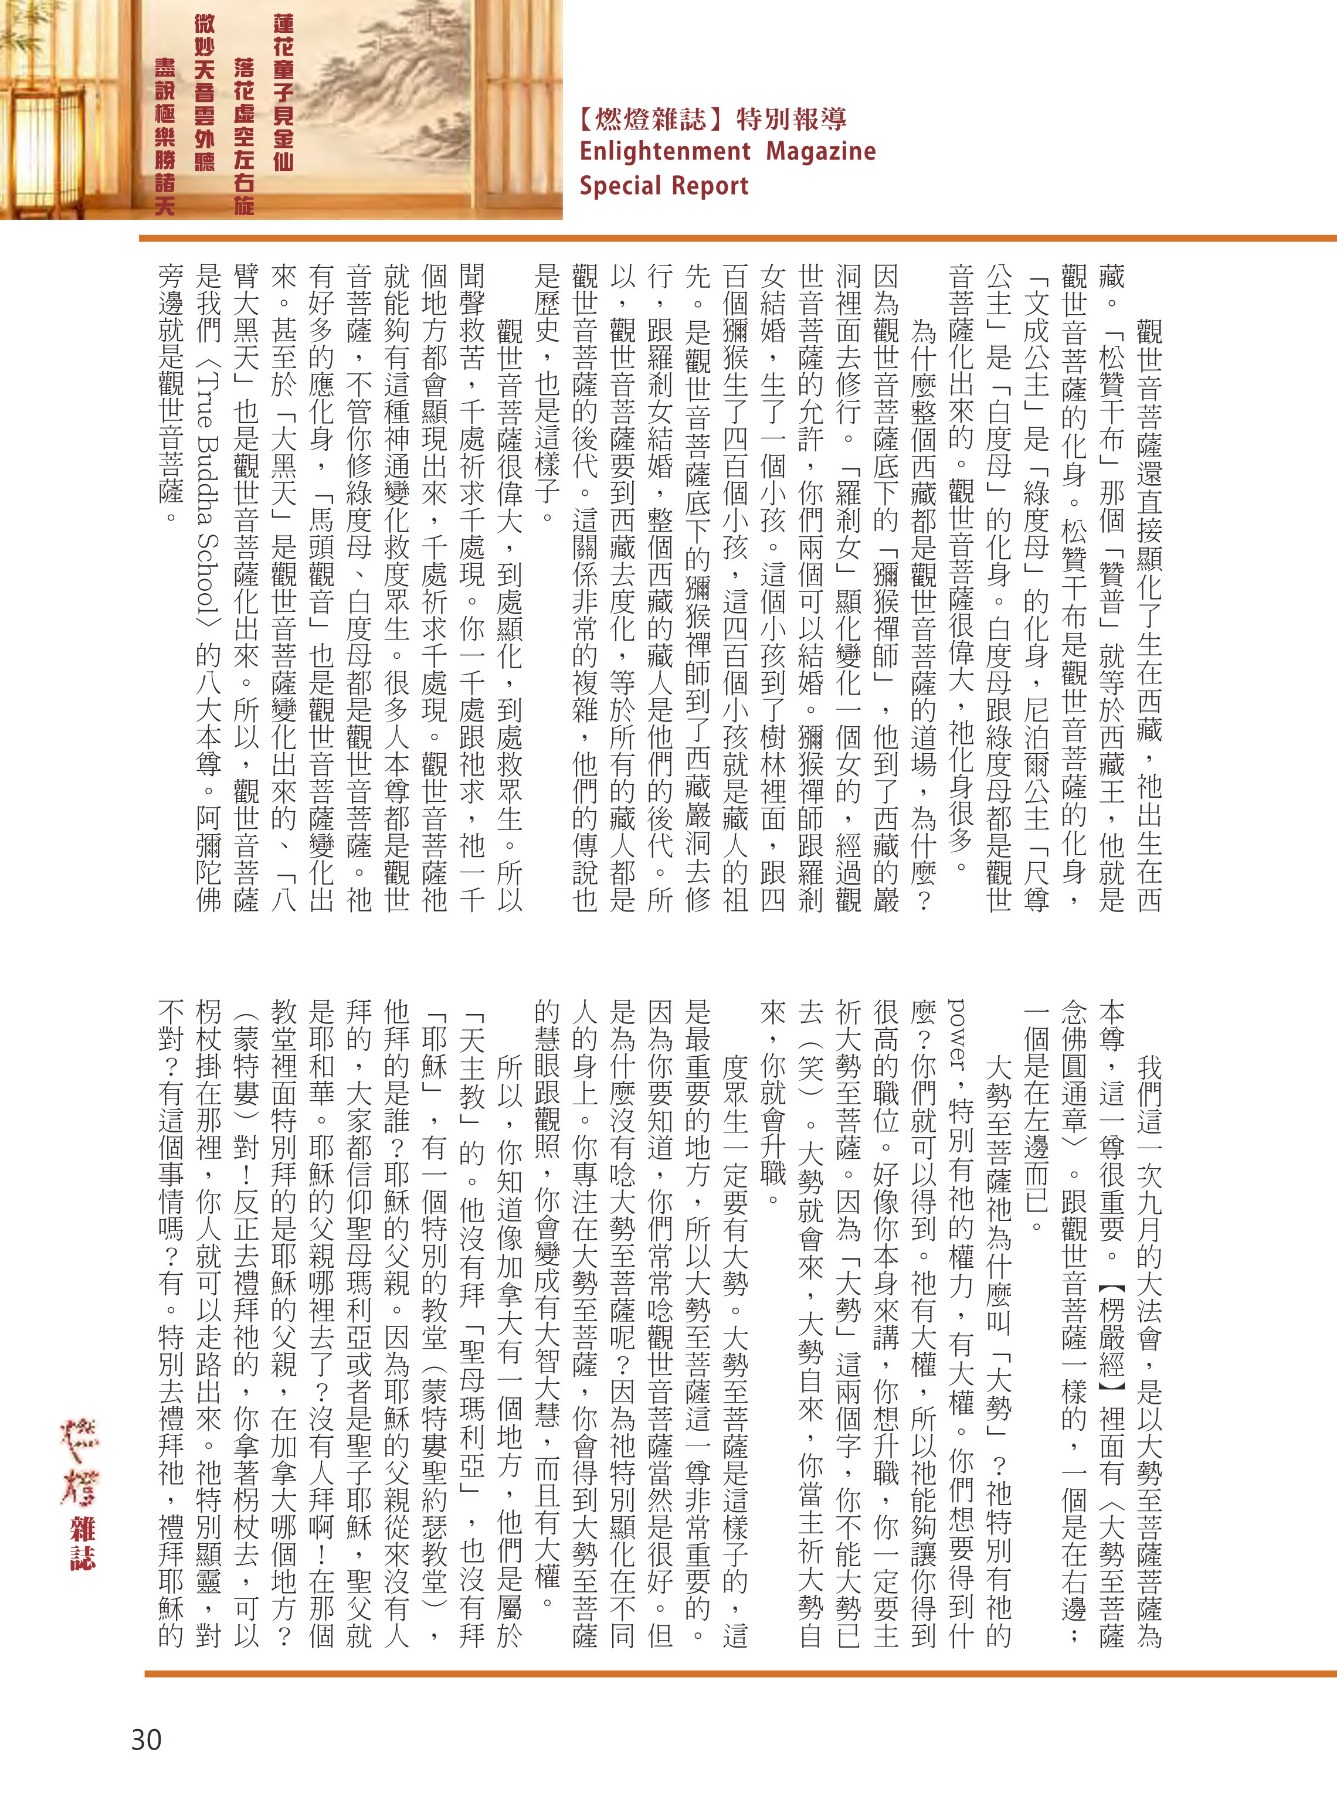 蓮花童子見金仙
落花虛空左右旋
微妙天音雲外聽
盡說極樂勝諸天
【燃燈雜誌】特別報導
Enlightenment Magazine
Special Report
觀世音菩薩還直接顯化了生在西藏，祂出生在西
藏。「松贊干布」那個「贊普」就等於西藏王，他就是
觀世音菩薩的化身。松贊干布是觀世音菩薩的化身，
「文成公主」是「綠度母」的化身，尼泊爾公主「尺尊
公主」是「白度母」的化身。白度母跟綠度母都是觀世
音菩薩化出來的。觀世音菩薩很偉大，祂化身很多。
為什麼整個西藏都是觀世音菩薩的道場，為什麼？
因為觀世音菩薩底下的「獼猴禪師」，他到了西藏的嚴
洞裡面去修行。「羅剎女」顯化變化一個女的，經過觀
世音菩薩的允許，你們兩個可以結婚。獼猴禪師跟羅剎
女結婚，生了一個小孩。這個小孩到了樹林裡面，跟四
百個獼猴生了四百個小孩，這四百個小孩就是藏人的祖
先。是觀世音菩薩底下的獼猴禪師到了西藏嚴洞去修
行，跟羅剎女結婚，整個西藏的藏人是他們的後代。所
以，觀世音菩薩要到西藏去度化，等於所有的藏人都是
觀世音菩薩的後代。這關係非常的複雜，他們的傳說也
是歷史，也是這樣子。
觀世音菩薩很偉大，到處顯化，到處救眾生。所以
聞聲救苦，千處祈求千處現。你一千處跟祂求，祂一千
個地方都會顯現出來，千處祈求千處現。觀世音菩薩祂
就能夠有這種神通變化救度眾生。很多人本尊都是觀世
音菩薩，不管你修綠度母、白度母都是觀世音菩薩。祂
有好多的應化身，「馬頭觀音」也是觀世音菩薩變化出
來。甚至於「大黑天」是觀世音菩薩變化出來的、「八
臂大黑天」也是觀世音菩薩化出來。所以，觀世音菩薩
是我們〈True Buddha School〉的八大本尊。阿彌陀佛
旁邊就是觀世音菩薩。
我們這一次九月的大法會，是以大勢至菩薩菩薩為
本尊，這一尊很重要。【楞嚴經】裡面有〈大勢至菩薩
念佛圓通章〉。跟觀世音菩薩一樣的，一個是在右邊；
一個是在左邊而已。
大勢至菩薩祂為什麼叫「大勢」？祂特別有祂的
power，特別有祂的權力，有大權。你們想要得到什
麼？你們就可以得到。祂有大權，所以祂能夠讓你得到
很高的職位。好像你本身來講，你想升職，你一定要主
祈大勢至菩薩。因為「大勢」這兩個字，你不能大勢已
去（笑）。大勢就會來，大勢自來，你當主祈大勢自
來，你就會升職。
度眾生一定要有大勢。大勢至菩薩是這樣子的，這
是最重要的地方，所以大勢至菩薩這一尊非常重要的。
因為你要知道，你們常常唸觀世音菩薩當然是很好。但
是為什麼沒有唸大勢至菩薩呢？因為祂特別顯化在不同
人的身上。你專注在大勢至菩薩，你會得到大勢至菩薩
的慧眼跟觀照，你會變成有大智大慧，而且有大權。
所以，你知道像加拿大有一個地方，他們是屬於
「天主教」的。他沒有拜「聖母瑪利亞」，也沒有拜
「耶穌」，有一個特別的教堂（蒙特婁聖約瑟教堂），
他拜的是誰？耶穌的父親。因為耶穌的父親從來沒有人
拜的，大家都信仰聖母瑪利亞或者是聖子耶穌，聖父就
是耶和華。耶穌的父親哪裡去了？沒有人拜啊！在那個
教堂裡面特別拜的是耶穌的父親，在加拿大哪個地方？
（蒙特婁）對！反正去禮拜祂的，你拿著柺杖去，可以
柺杖掛在那裡，你人就可以走路出來。祂特別顯靈，對
不對？有這個事情嗎？有。特別去禮拜祂，禮拜耶穌的
燃燈雜誌
30